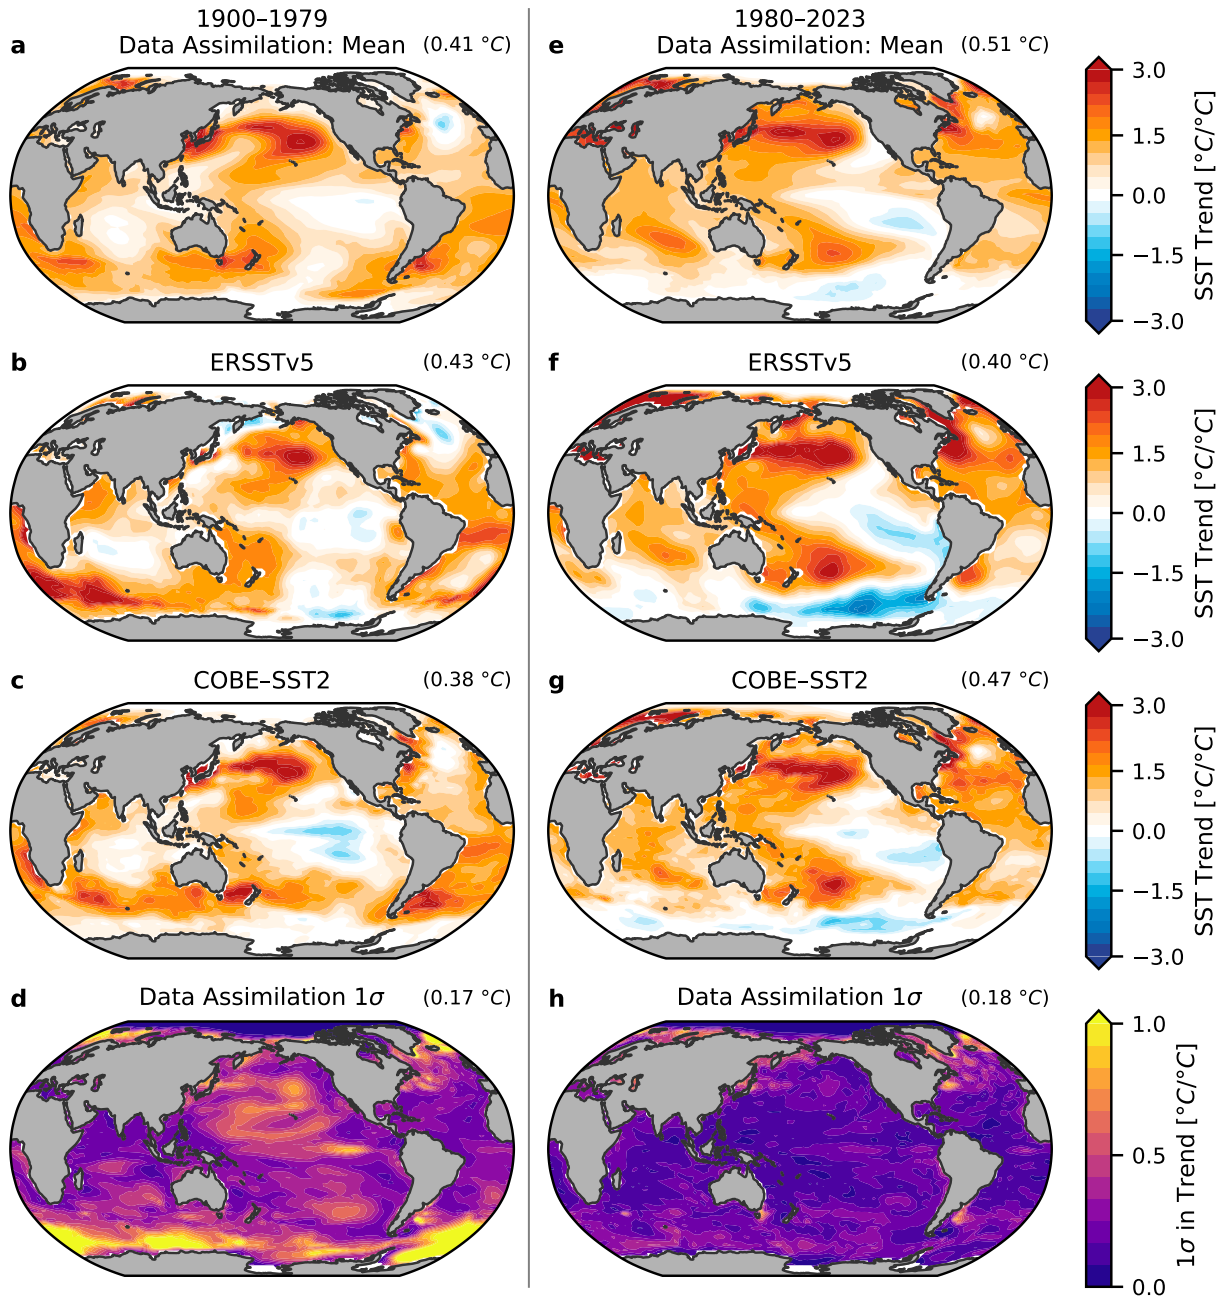 1900–1979
a Data Assimilation: Mean (0.41 °C)
1980–2023
e Data Assimilation: Mean (0.51 °C)
3.0
1.5
0.0
−1.5
−3.0
SST Trend [°C/°C]
b ERSSTv5 (0.43 °C)
f ERSSTv5 (0.40 °C)
3.0
1.5
0.0
−1.5
−3.0
SST Trend [°C/°C]
c COBE–SST2 (0.38 °C)
g COBE–SST2 (0.47 °C)
3.0
1.5
0.0
−1.5
−3.0
SST Trend [°C/°C]
d Data Assimilation 1σ (0.17 °C)
h Data Assimilation 1σ (0.18 °C)
1.0
0.5
0.0
1σ in Trend [°C/°C]